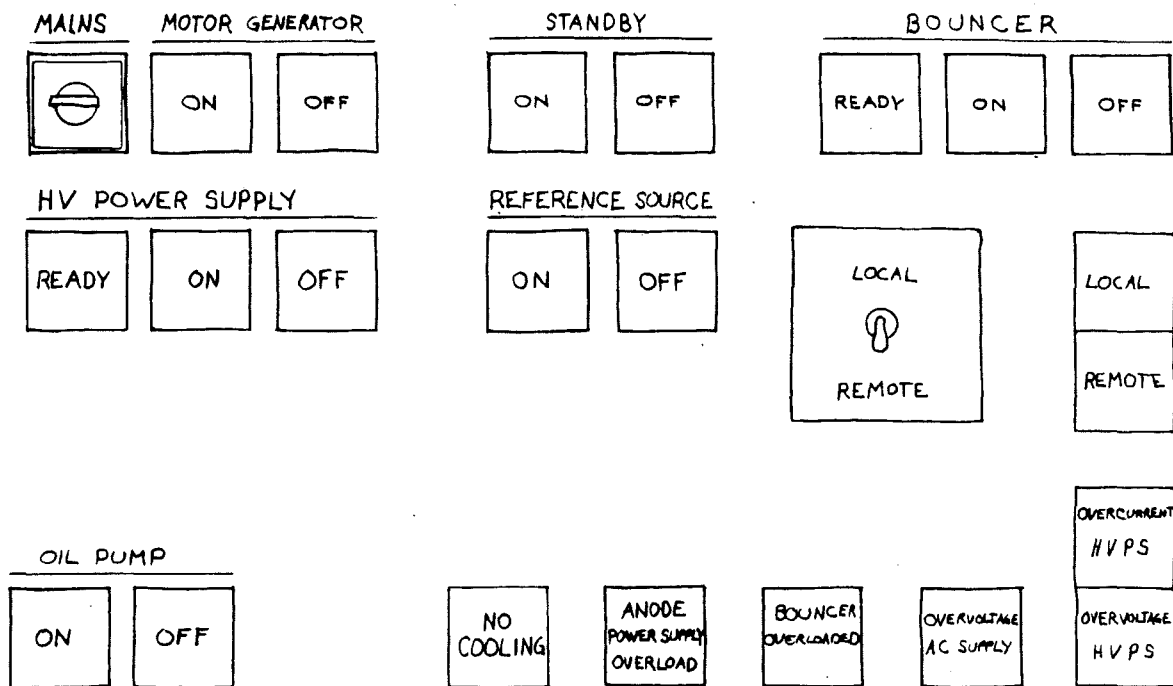 MAINS MOTOR GENERATOR STANDBY BOUNCER
ON OFF ON OFF READY ON OFF
HV POWER SUPPLY REFERENCE SOURCE
READY ON OFF ON OFF
LOCAL
REMOTE
LOCAL
REMOTE
OVERCURRENT
HVPS
OIL PUMP
ON OFF
NO
COOLING
ANODE
POWER SUPPLY
OVERLOAD
BOUNCER
OVERLOADED
OVERVOLTAGE
AC SUPPLY
OVERVOLTAGE
HVPS